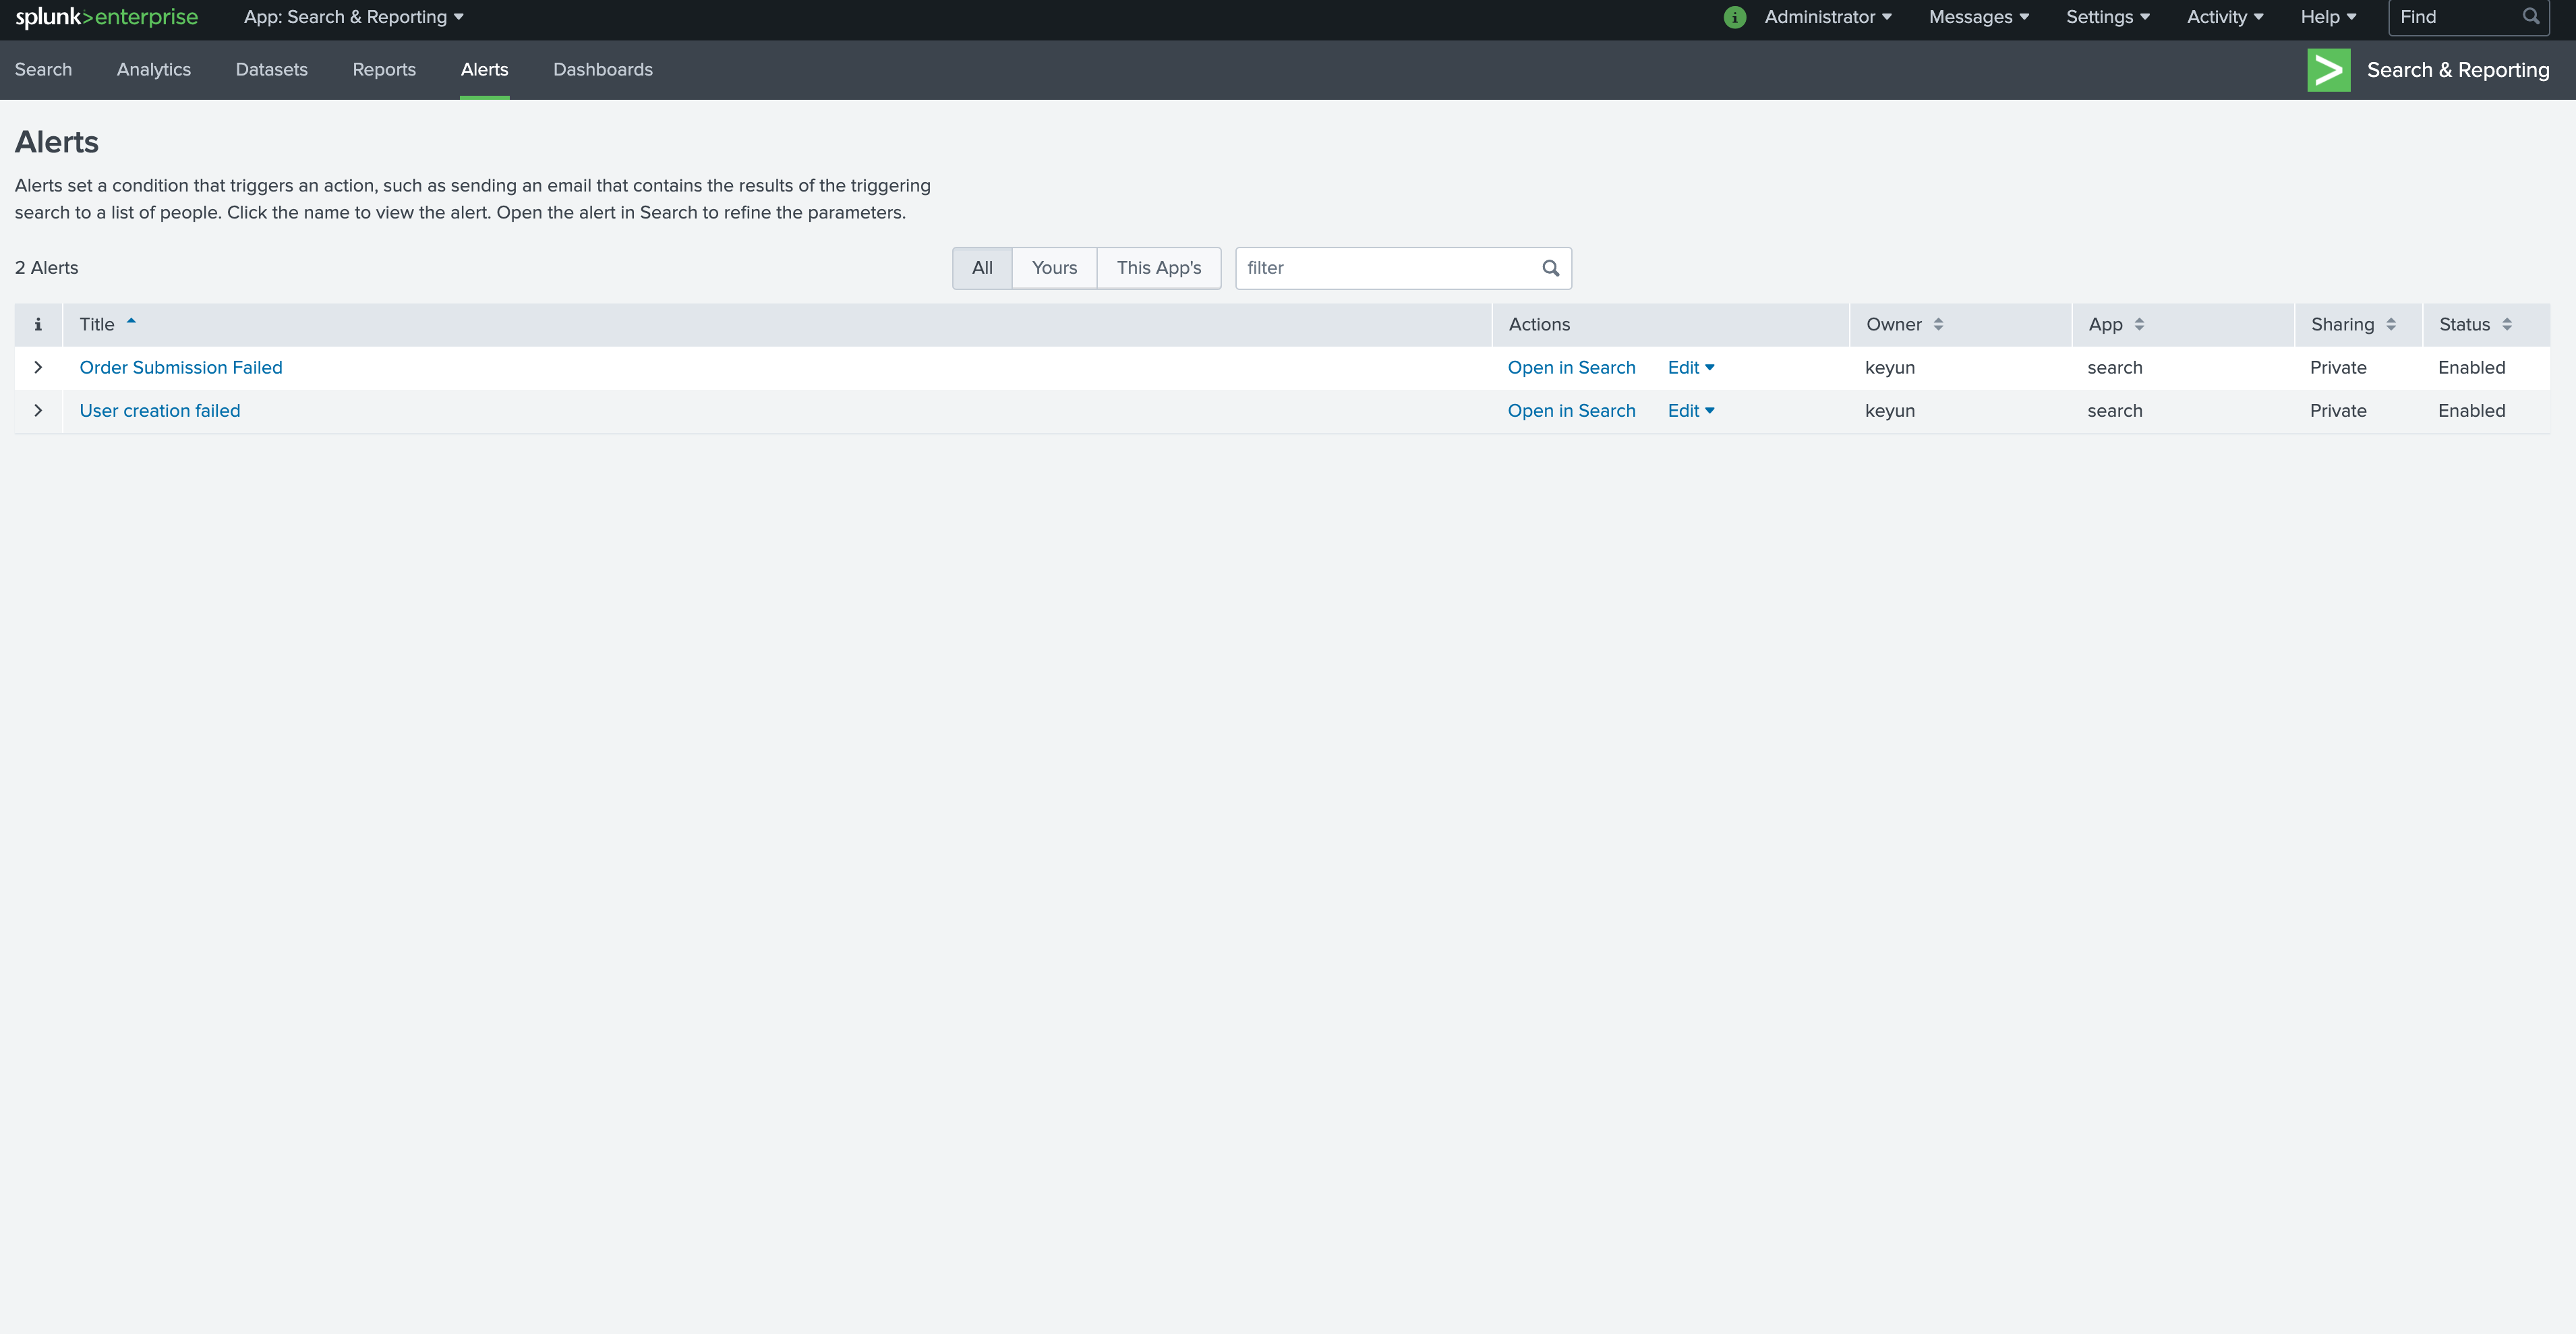 splunk>enterprise App: Search & Reporting i Administrator Messages Settings Activity Help Find
Search Analytics Datasets Reports Alerts Dashboards > Search & Reporting
Alerts
Alerts set a condition that triggers an action, such as sending an email that contains the results of the triggering
search to a list of people. Click the name to view the alert. Open the alert in Search to refine the parameters.
2 Alerts All Yours This App's filter
i Title Actions Owner App Sharing Status
> Order Submission Failed Open in Search Edit keyun search Private Enabled
> User creation failed Open in Search Edit keyun search Private Enabled